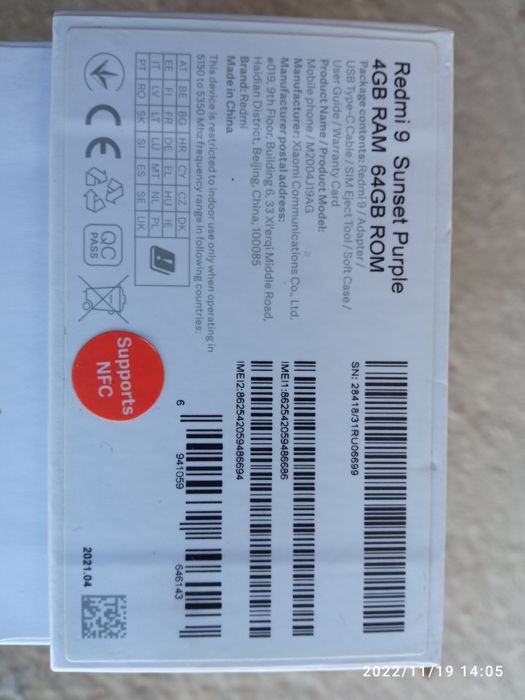 Redmi 9 Sunset Purple
4GB RAM 64GB ROM
Package contents: Redmi 9 / Adapter /
USB Type-C Cable / SIM Eject Tool / Soft Case /
User Guide / Warranty Card
Product Name / Product Model:
Mobile phone / M2004J19AG
Manufacturer: Xiaomi Communications Co., Ltd.
Manufacturer postal address:
#019, 9th Floor, Building 6, 33 Xi'erqi Middle Road,
Haidian District, Beijing, China, 100085
Brand: Redmi
Made in China
This device is restricted to indoor use only when operating in
5150 to 5350 Mhz frequency range in following countries:
AT BE BG HR CY CZ DK
EE FI FR DE EL HU IE
IT LV LT LU MT NL PL
PT RO SK SI ES SE UK
CE
QC
PASS
SN: 28418/31RU06699
IMEI1:862542059486686
IMEI2:862542059486694
6 941059 646143
Supports
NFC
2021.04
2022/11/19 14:05